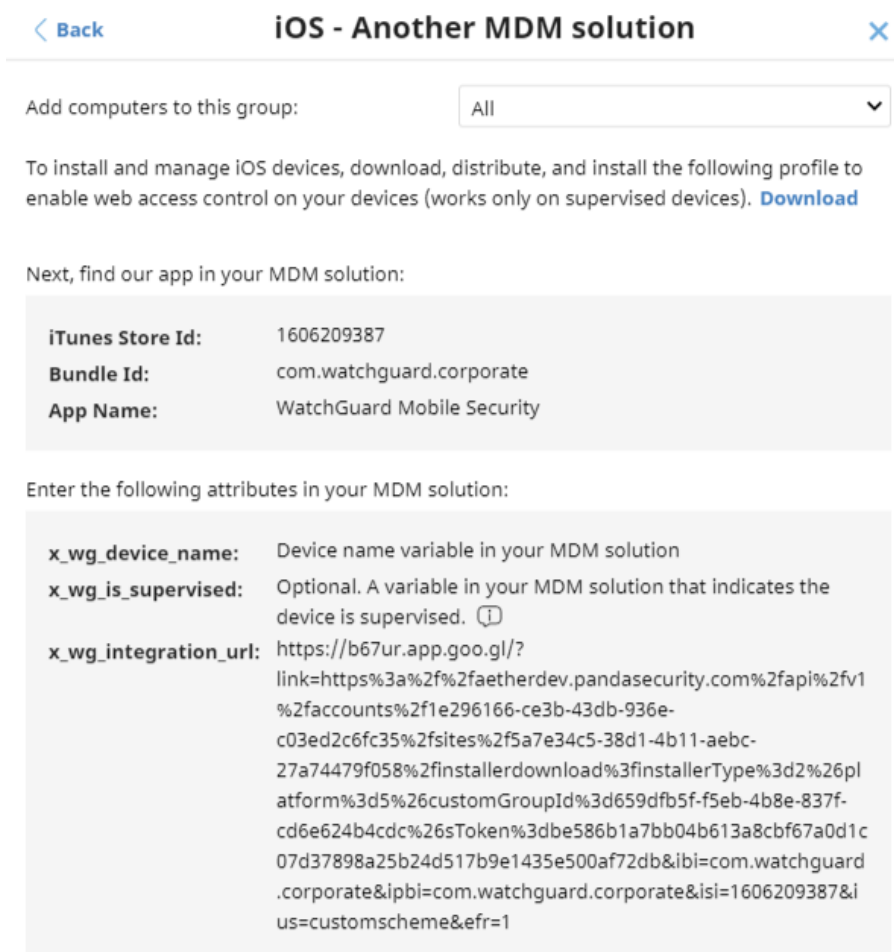 Back
iOS - Another MDM solution
Add computers to this group:
All
To install and manage iOS devices, download, distribute, and install the following profile to
enable web access control on your devices (works only on supervised devices). Download
Next, find our app in your MDM solution:
iTunes Store Id: 1606209387
Bundle Id: com.watchguard.corporate
App Name: WatchGuard Mobile Security
Enter the following attributes in your MDM solution:
x_wg_device_name: Device name variable in your MDM solution
x_wg_is_supervised: Optional. A variable in your MDM solution that indicates the
device is supervised.
x_wg_integration_url: https://b67ur.app.goo.gl/?
link=https%3a%2f%2faetherdev.pandasecurity.com%2fapi%2fv1
%2faccounts%2f1e296166-ce3b-43db-936e-
c03ed2c6fc35%2fsites%2f5a7e34c5-38d1-4b11-aebc-
27a74479f058%2finstallerdownload%3finstallerType%3d2%26pl
atform%3d5%26customGroupId%3d659dfb5f-f5eb-4b8e-837f-
cd6e624b4cdc%26sToken%3dbe586b1a7bb04b613a8cbf67a0d1c
07d37898a25b24d517b9e1435e500af72db&ibi=com.watchguard
.corporate&ipbi=com.watchguard.corporate&isi=1606209387&i
us=customscheme&efr=1